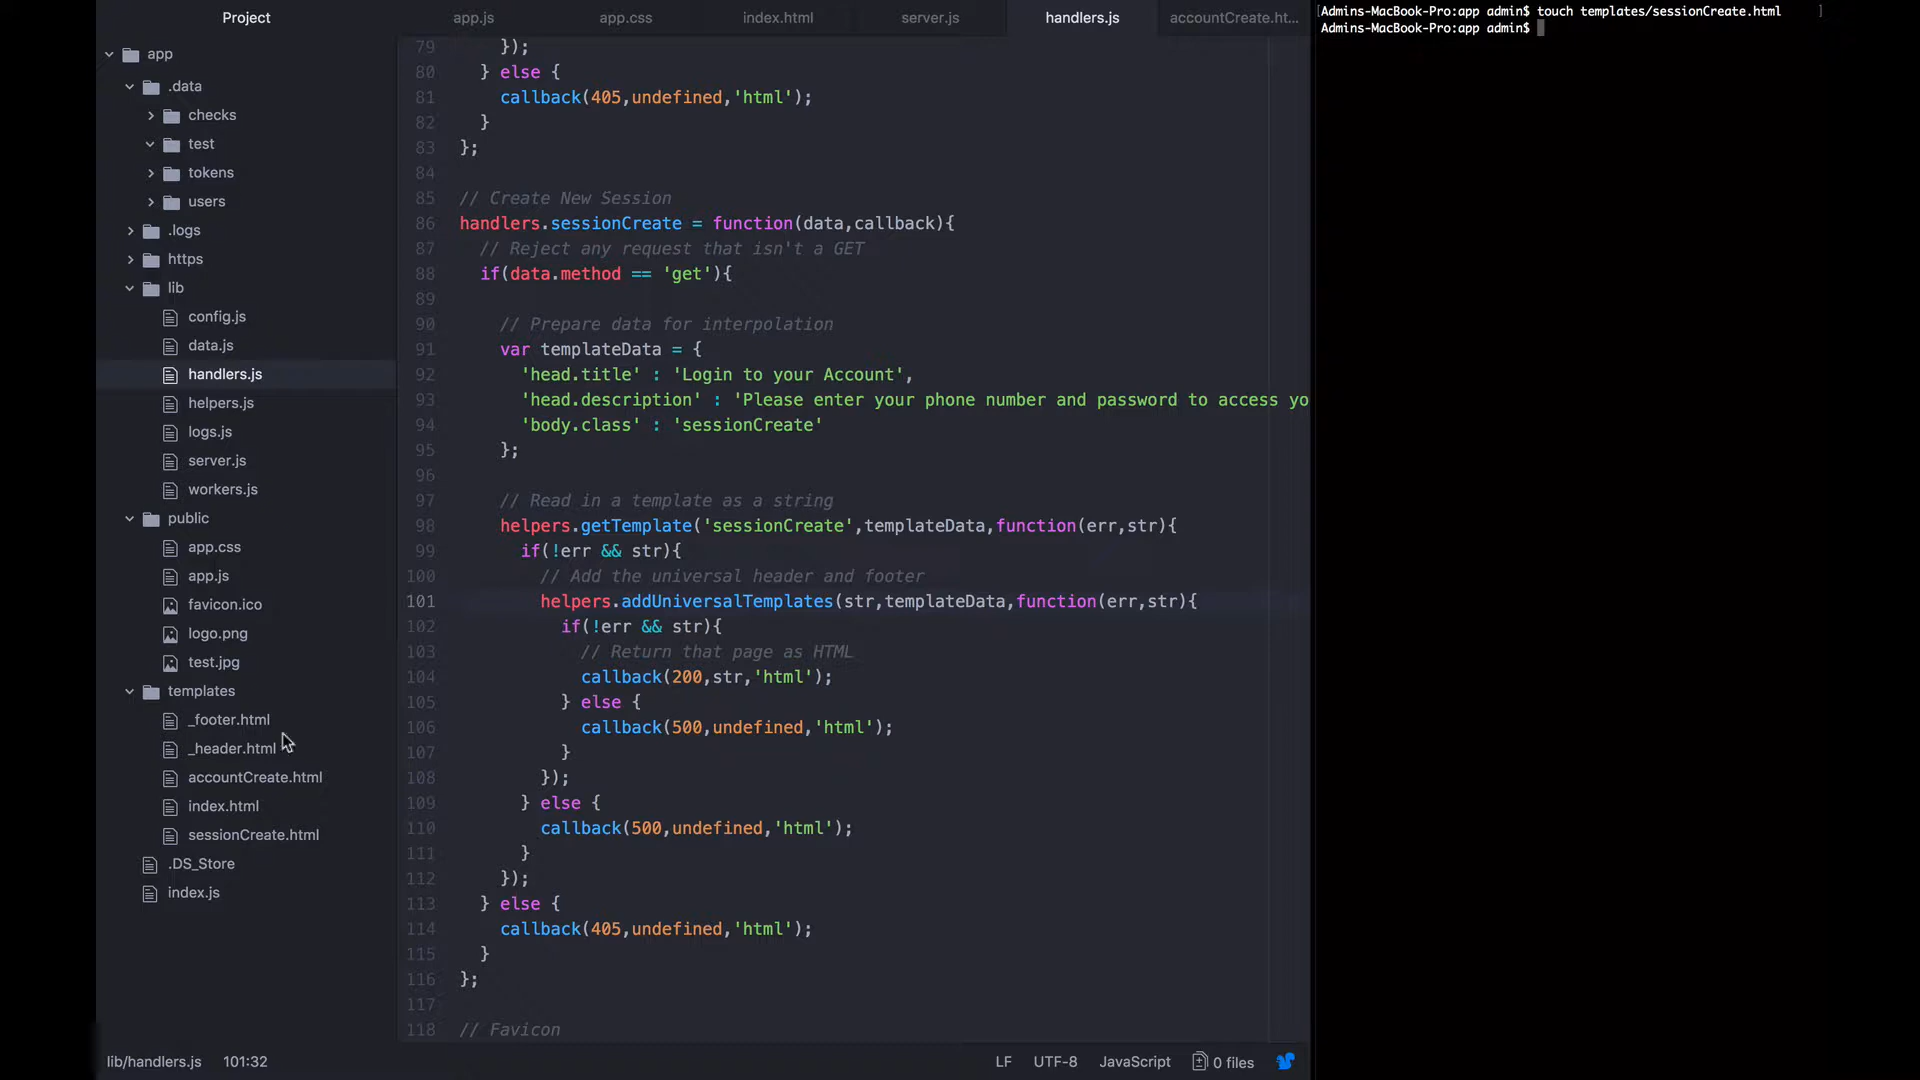 Project
app
.data
checks
test
tokens
users
.logs
https
lib
config.js
data.js
handlers.js
helpers.js
logs.js
server.js
workers.js
public
app.css
app.js
favicon.ico
logo.png
test.jpg
templates
_footer.html
_header.html
accountCreate.html
index.html
sessionCreate.html
.DS_Store
index.js
app.js app.css index.html server.js handlers.js accountCreate.ht...
79 });
80 } else {
81 callback(405,undefined,'html');
82 }
83 };
84
85 // Create New Session
86 handlers.sessionCreate = function(data,callback){
87 // Reject any request that isn't a GET
88 if(data.method == 'get'){
89
90 // Prepare data for interpolation
91 var templateData = {
92 'head.title' : 'Login to your Account',
93 'head.description' : 'Please enter your phone number and password to access yo
94 'body.class' : 'sessionCreate'
95 };
96
97 // Read in a template as a string
98 helpers.getTemplate('sessionCreate',templateData,function(err,str){
99 if(!err && str){
100 // Add the universal header and footer
101 helpers.addUniversalTemplates(str,templateData,function(err,str){
102 if(!err && str){
103 // Return that page as HTML
104 callback(200,str,'html');
105 } else {
106 callback(500,undefined,'html');
107 }
108 });
109 } else {
110 callback(500,undefined,'html');
111 }
112 });
113 } else {
114 callback(405,undefined,'html');
115 }
116 };
117
118 // Favicon
lib/handlers.js 101:32 LF UTF-8 JavaScript 0 files
[Admins-MacBook-Pro:app admin$ touch templates/sessionCreate.html ]
Admins-MacBook-Pro:app admin$